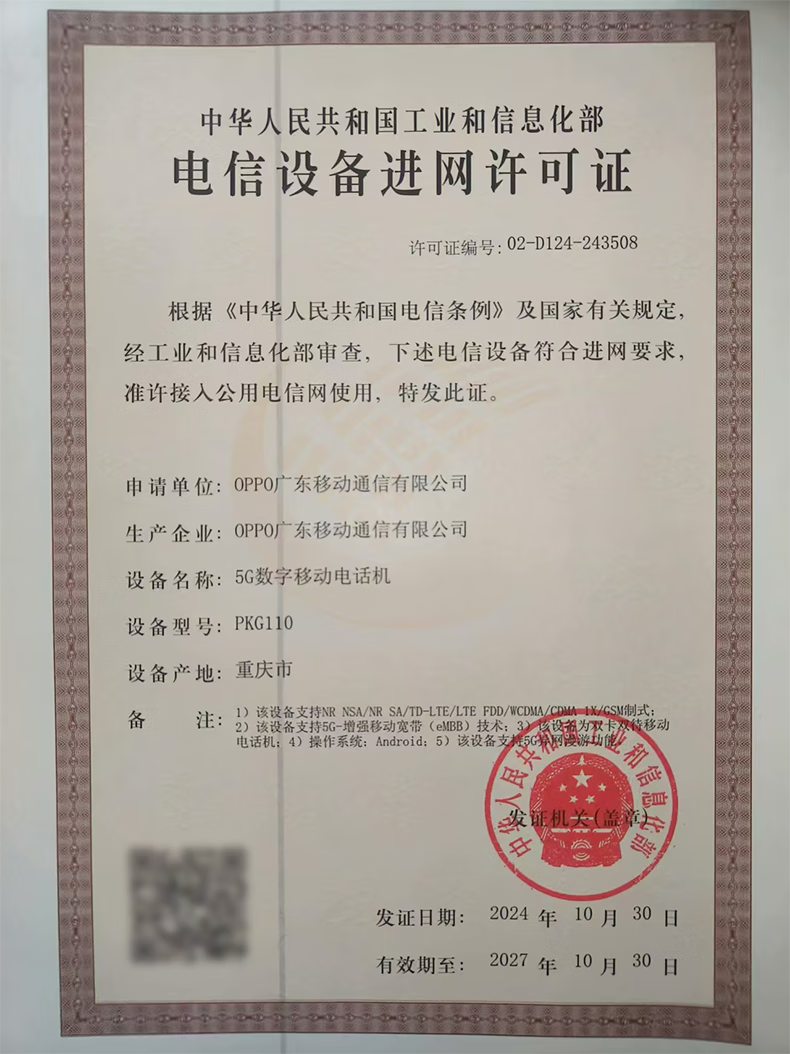 中华人民共和国工业和信息化部
电信设备进网许可证
许可证编号: 02-D124-243508
根据《中华人民共和国电信条例》及国家有关规定,
经工业和信息化部审查, 下述电信设备符合进网要求,
准许接入公用电信网使用, 特发此证。
申请单位: OPPO广东移动通信有限公司
生产企业: OPPO广东移动通信有限公司
设备名称: 5G数字移动电话机
设备型号: PKG110
设备产地: 重庆市
备 注: 1) 该设备支持NR NSA/NR SA/TD-LTE/LTE FDD/WCDMA/CDMA 1X/GSM制式;
2) 该设备支持5G-增强移动宽带 (eMBB) 技术; 3) 该设备为双卡双待移动
电话机; 4) 操作系统: Android; 5) 该设备支持5G异网漫游功能。
中华人民共和国工业和信息化部
发证机关(盖章)
发证日期: 2024 年 10 月 30 日
有效期至: 2027 年 10 月 30 日